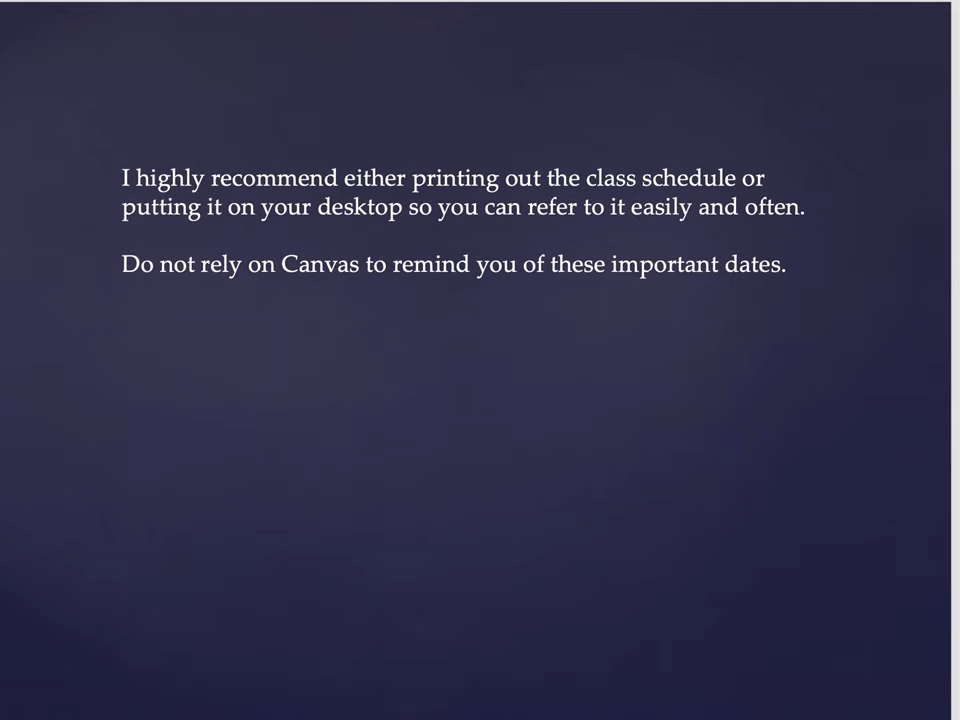 I highly recommend either printing out the class schedule or
putting it on your desktop so you can refer to it easily and often.
Do not rely on Canvas to remind you of these important dates.